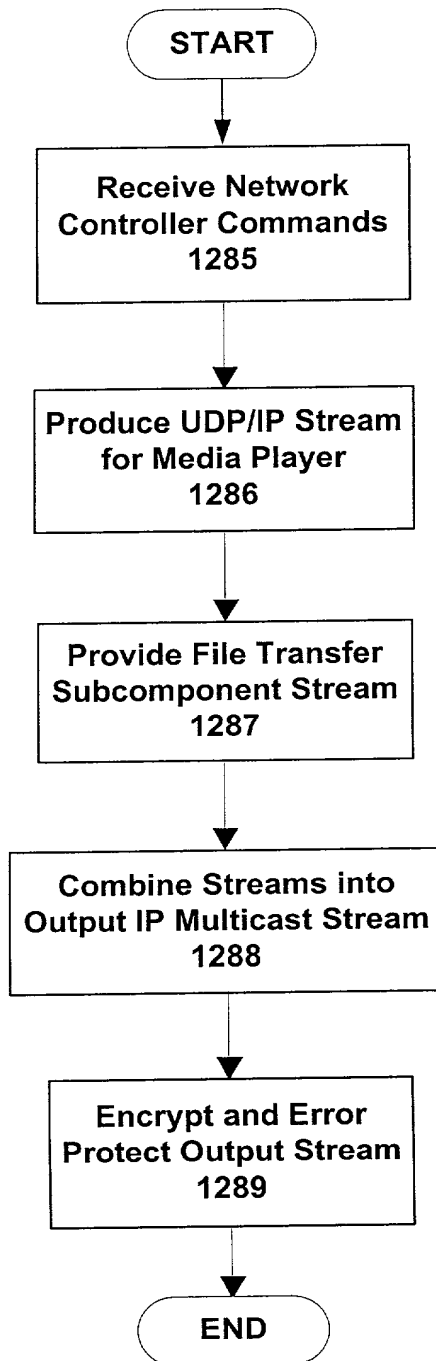 START
Receive Network
Controller Commands
1285
Produce UDP/IP Stream
for Media Player
1286
Provide File Transfer
Subcomponent Stream
1287
Combine Streams into
Output IP Multicast Stream
1288
Encrypt and Error
Protect Output Stream
1289
END